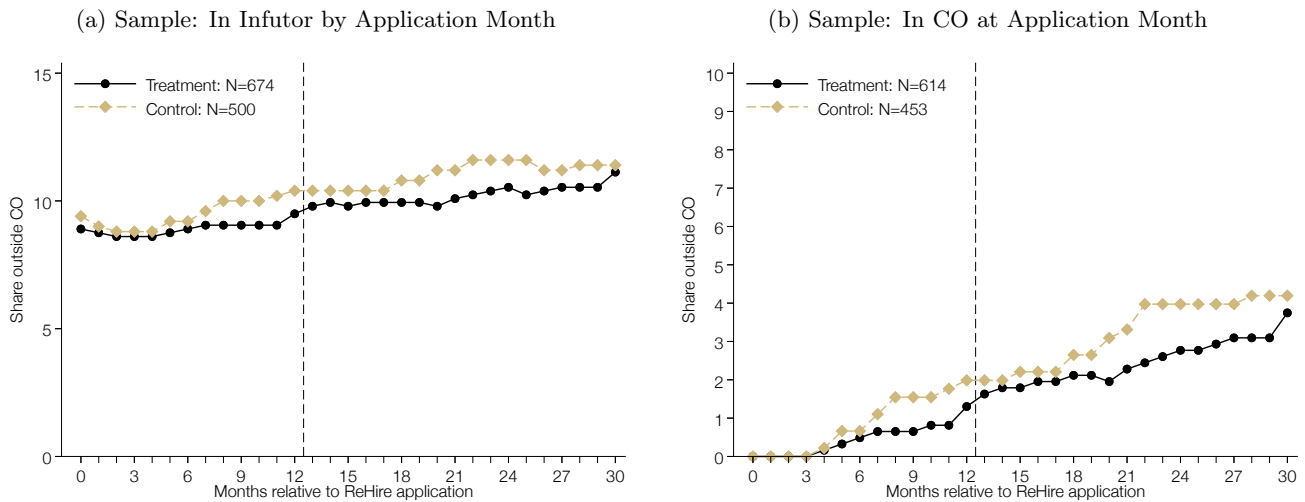 (a) Sample: In Infutor by Application Month
15
10
5
0
Share outside CO
Treatment: N=674
Control: N=500
0 3 6 9 12 15 18 21 24 27 30
Months relative to ReHire application
(b) Sample: In CO at Application Month
10
9
8
7
6
5
4
3
2
1
0
Share outside CO
Treatment: N=614
Control: N=453
0 3 6 9 12 15 18 21 24 27 30
Months relative to ReHire application